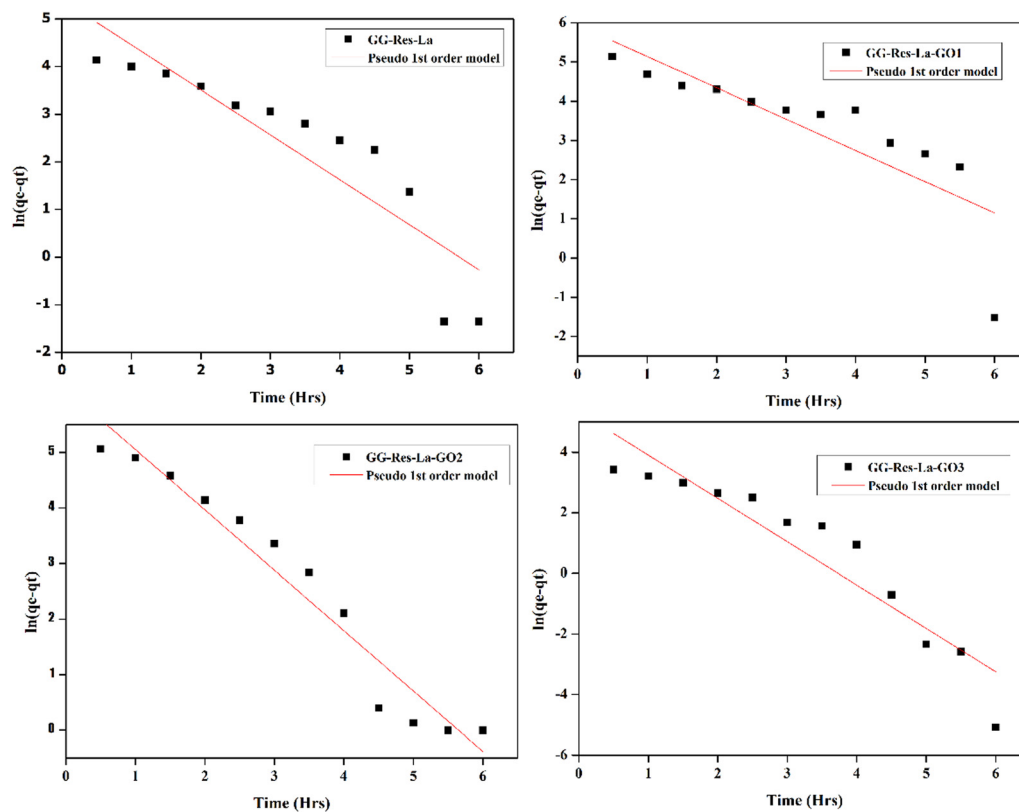 5
4
3
2
1
0
-1
-2
ln(qc-qt)
GG-Res-La
Pseudo 1st order model
0 1 2 3 4 5 6
Time (Hrs)
6
5
4
3
2
1
0
-1
-2
ln(qc-qt)
GG-Res-La-GO1
Pseudo 1st order model
0 1 2 3 4 5 6
Time (Hrs)
5
4
3
2
1
0
ln(qc-qt)
GG-Res-La-GO2
Pseudo 1st order model
0 1 2 3 4 5 6
Time (Hrs)
4
2
0
-2
-4
-6
ln(qe-qt)
GG-Res-La-GO3
Pseudo 1st order model
0 1 2 3 4 5 6
Time (Hrs)